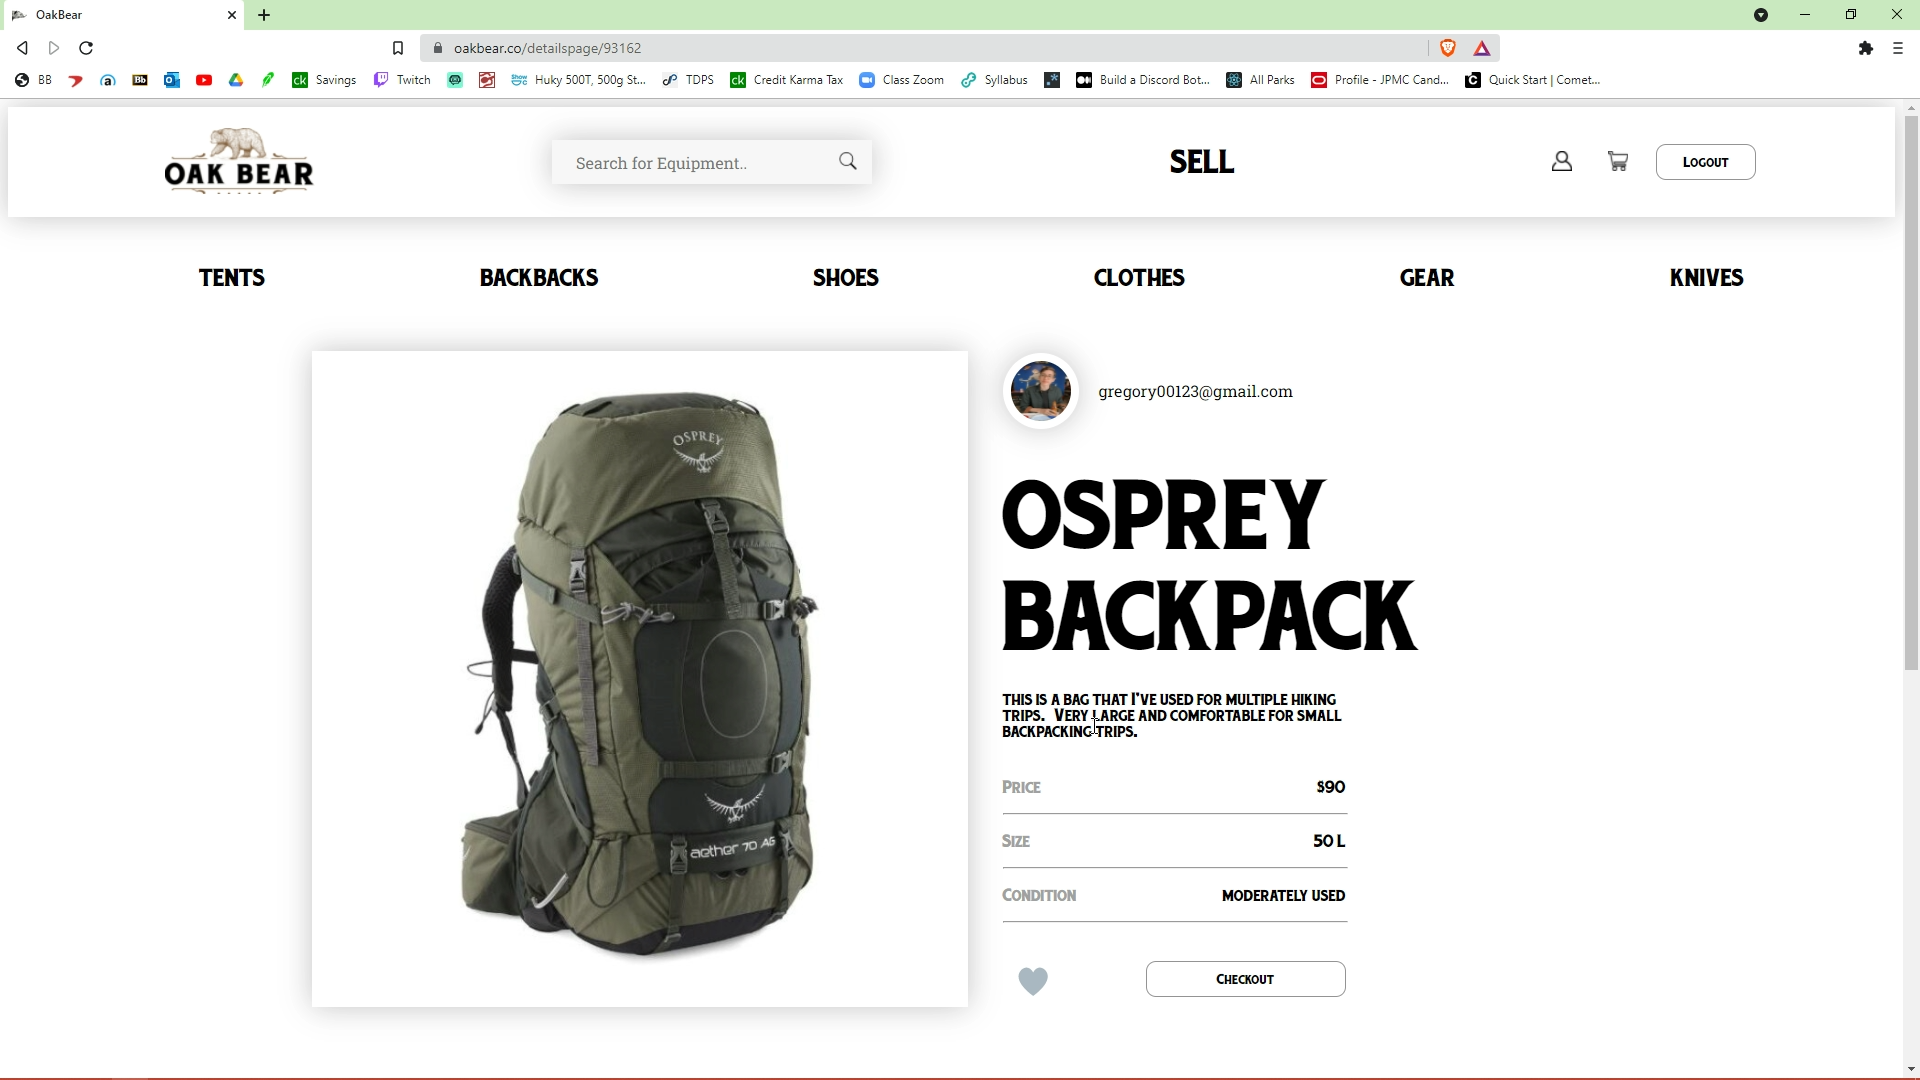 OakBear
oakbear.co/detailspage/93162
BB
Bb
ck Savings
Twitch
Show Huky 500T, 500g St...
TDPS
ck Credit Karma Tax
Class Zoom
Syllabus
Build a Discord Bot...
All Parks
Profile - JPMC Cand...
Quick Start | Comet...
OAK BEAR
Search for Equipment..
SELL
LOGOUT
TENTS
BACKBACKS
SHOES
CLOTHES
GEAR
KNIVES
OSPREY
aether 70 AG
gregory00123@gmail.com
OSPREY
BACKPACK
THIS IS A BAG THAT I'VE USED FOR MULTIPLE HIKING
TRIPS. VERY LARGE AND COMFORTABLE FOR SMALL
BACKPACKING TRIPS.
PRICE $90
SIZE 50 L
CONDITION MODERATELY USED
CHECKOUT